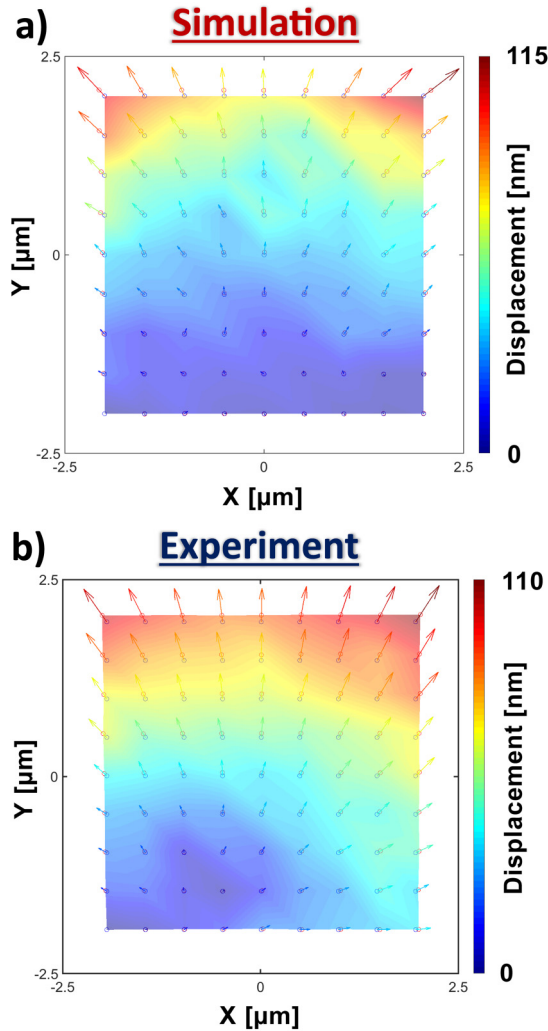 a)
Simulation
2.5
115
Y [µm]
0
Displacement [nm]
-2.5
0
-2.5
0
2.5
X [µm]
b)
Experiment
2.5
110
Y [µm]
0
Displacement [nm]
-2.5
0
-2.5
0
2.5
X [µm]